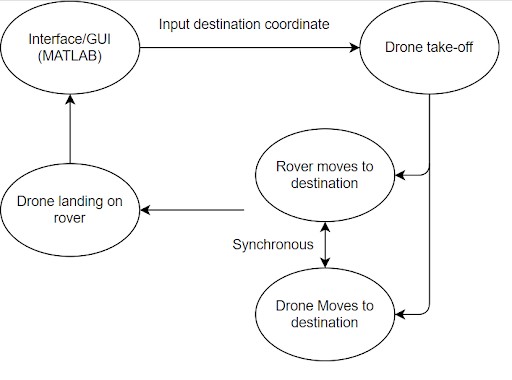 Input destination coordinate
Interface/GUI
(MATLAB)
Drone take-off
Rover moves to
destination
Drone landing on
rover
Synchronous
Drone Moves to
destination